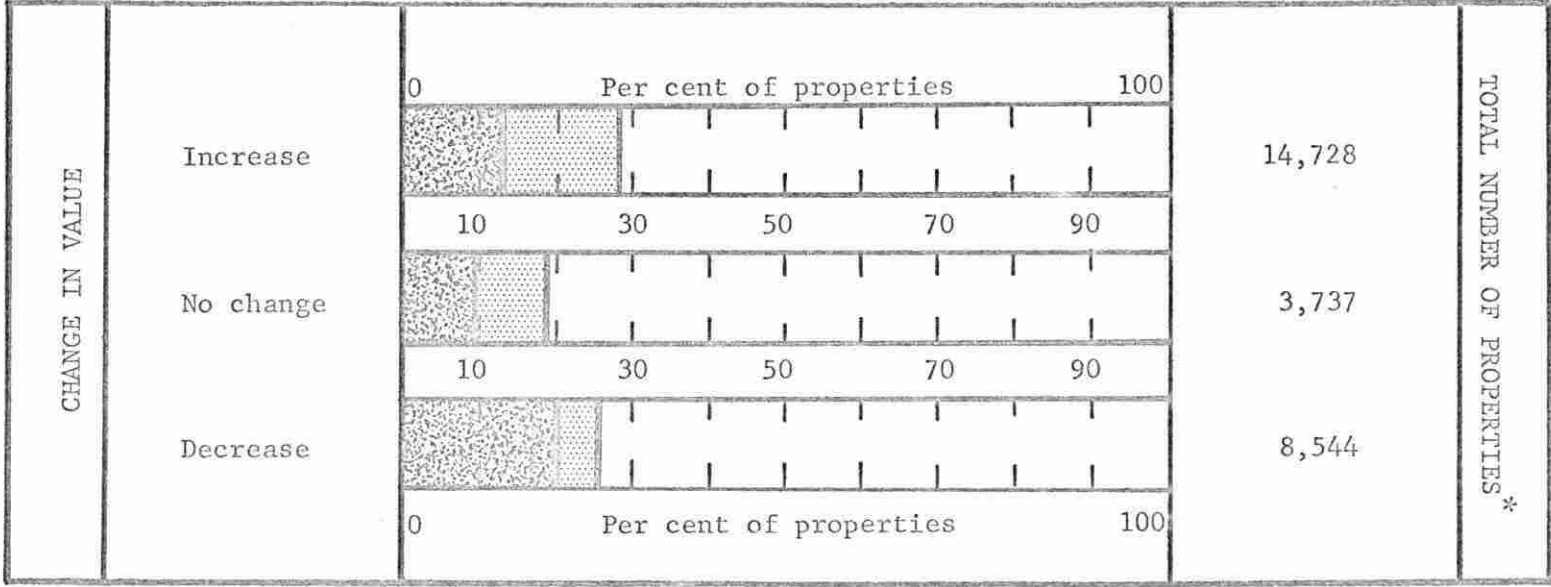 CHANGE IN VALUE
0 Per cent of properties 100
Increase
14,728
10 30 50 70 90
No change
3,737
10 30 50 70 90
Decrease
8,544
0 Per cent of properties 100
TOTAL NUMBER OF PROPERTIES*